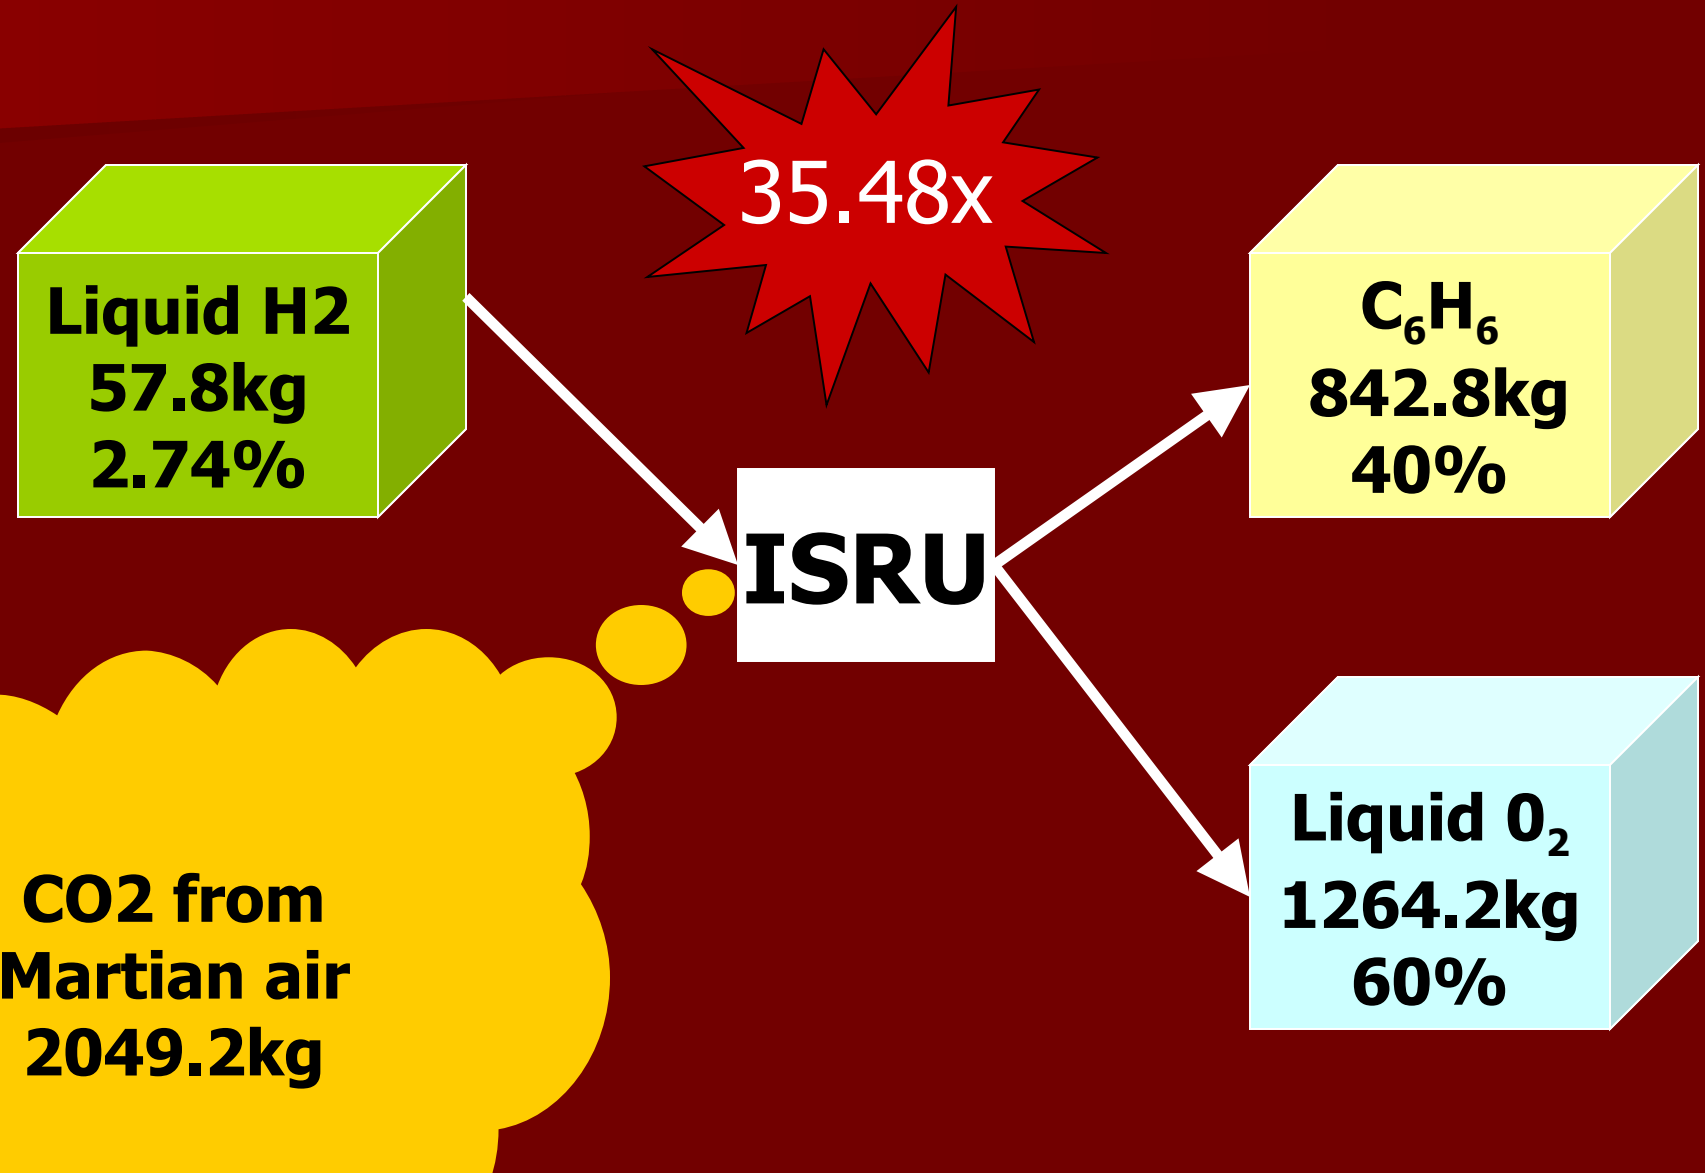 35.48x
Liquid H2
57.8kg
2.74%
C₆H₆
842.8kg
40%
ISRU
Liquid 0₂
1264.2kg
60%
CO2 from
Martian air
2049.2kg